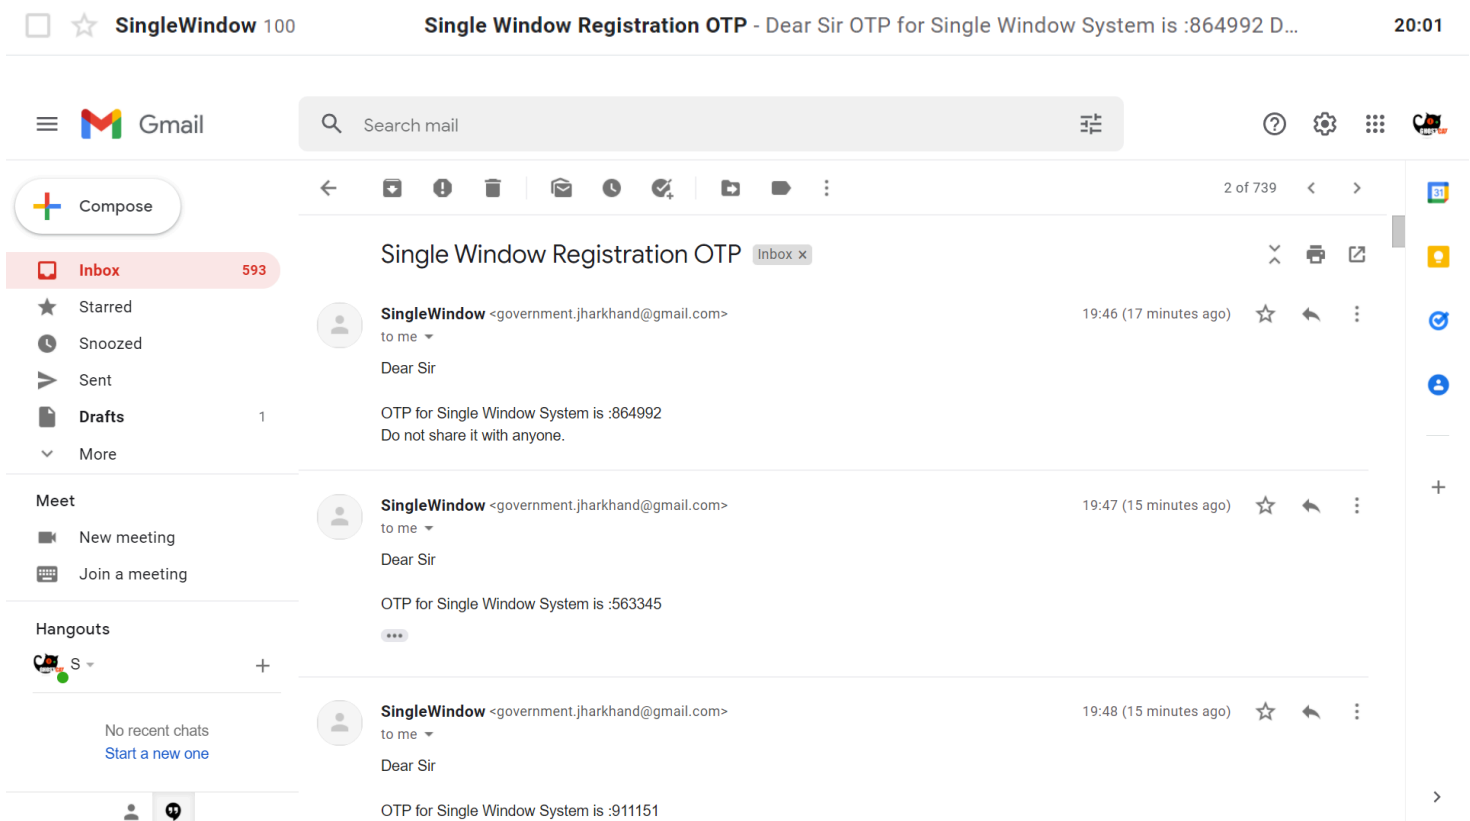 SingleWindow 100 Single Window Registration OTP - Dear Sir OTP for Single Window System is :864992 D... 20:01
Gmail
Search mail
Compose
2 of 739
31
Inbox 593
Starred
Snoozed
Sent
Drafts 1
More
Meet
New meeting
Join a meeting
Hangouts
S
No recent chats
Start a new one
Single Window Registration OTP Inbox x
SingleWindow <government.jharkhand@gmail.com> 19:46 (17 minutes ago)
to me
Dear Sir
OTP for Single Window System is :864992
Do not share it with anyone.
SingleWindow <government.jharkhand@gmail.com> 19:47 (15 minutes ago)
to me
Dear Sir
OTP for Single Window System is :563345
SingleWindow <government.jharkhand@gmail.com> 19:48 (15 minutes ago)
to me
Dear Sir
OTP for Single Window System is :911151